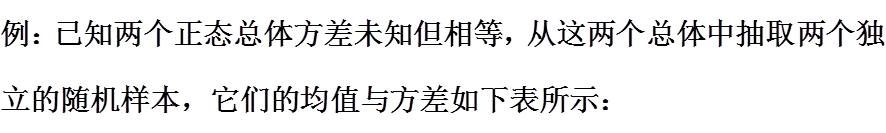 例：已知两个正态总体方差未知但相等，从这两个总体中抽取两个独
立的随机样本，它们的均值与方差如下表所示：